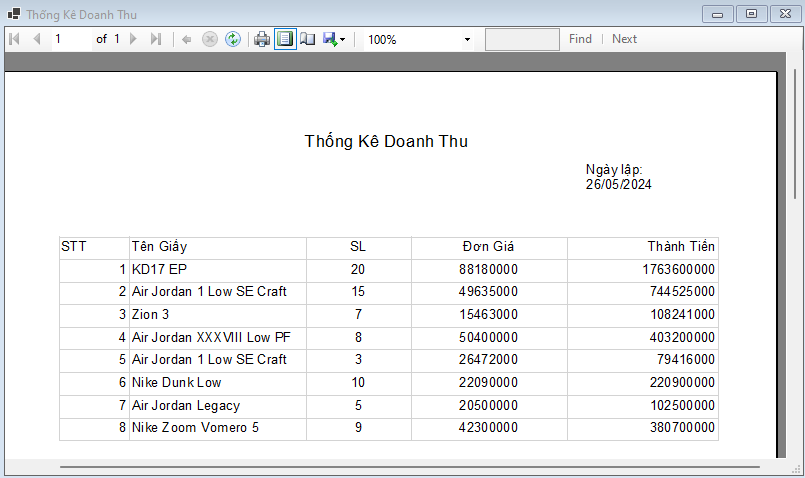 Thống Kê Doanh Thu
1 of 1 100% Find Next
Thống Kê Doanh Thu
Ngày lập:
26/05/2024
STT Tên Giấy SL Đơn Giá Thành Tiền
1 KD17 EP 20 88180000 1763600000
2 Air Jordan 1 Low SE Craft 15 49635000 744525000
3 Zion 3 7 15463000 108241000
4 Air Jordan XXXVIII Low PF 8 50400000 403200000
5 Air Jordan 1 Low SE Craft 3 26472000 79416000
6 Nike Dunk Low 10 22090000 220900000
7 Air Jordan Legacy 5 20500000 102500000
8 Nike Zoom Vomero 5 9 42300000 380700000